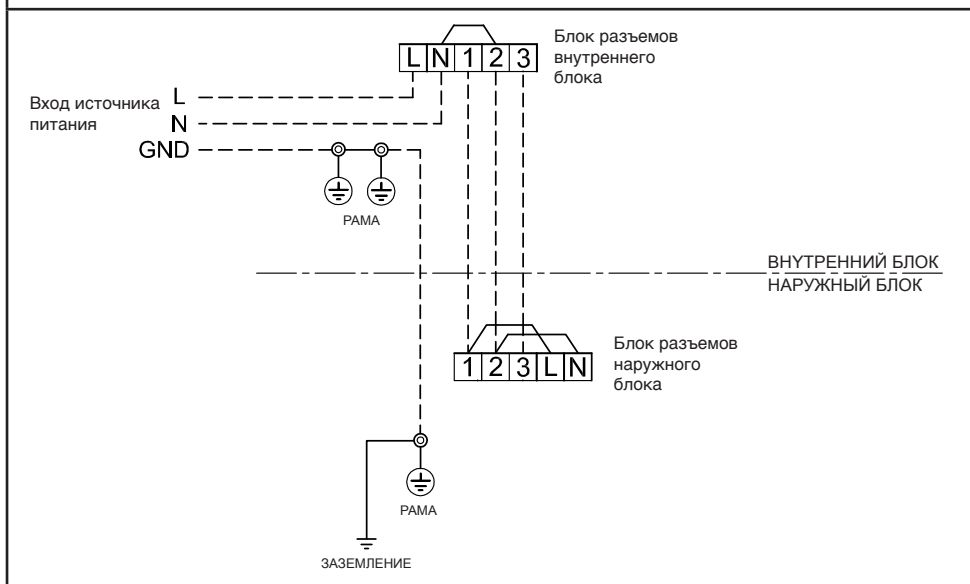 Блок разъемов
внутреннего
блока
L N 1 2 3
Вход источника
питания
L
N
GND
РАМА
ВНУТРЕННИЙ БЛОК
НАРУЖНЫЙ БЛОК
Блок разъемов
наружного
блока
1 2 3 L N
РАМА
ЗАЗЕМЛЕНИЕ